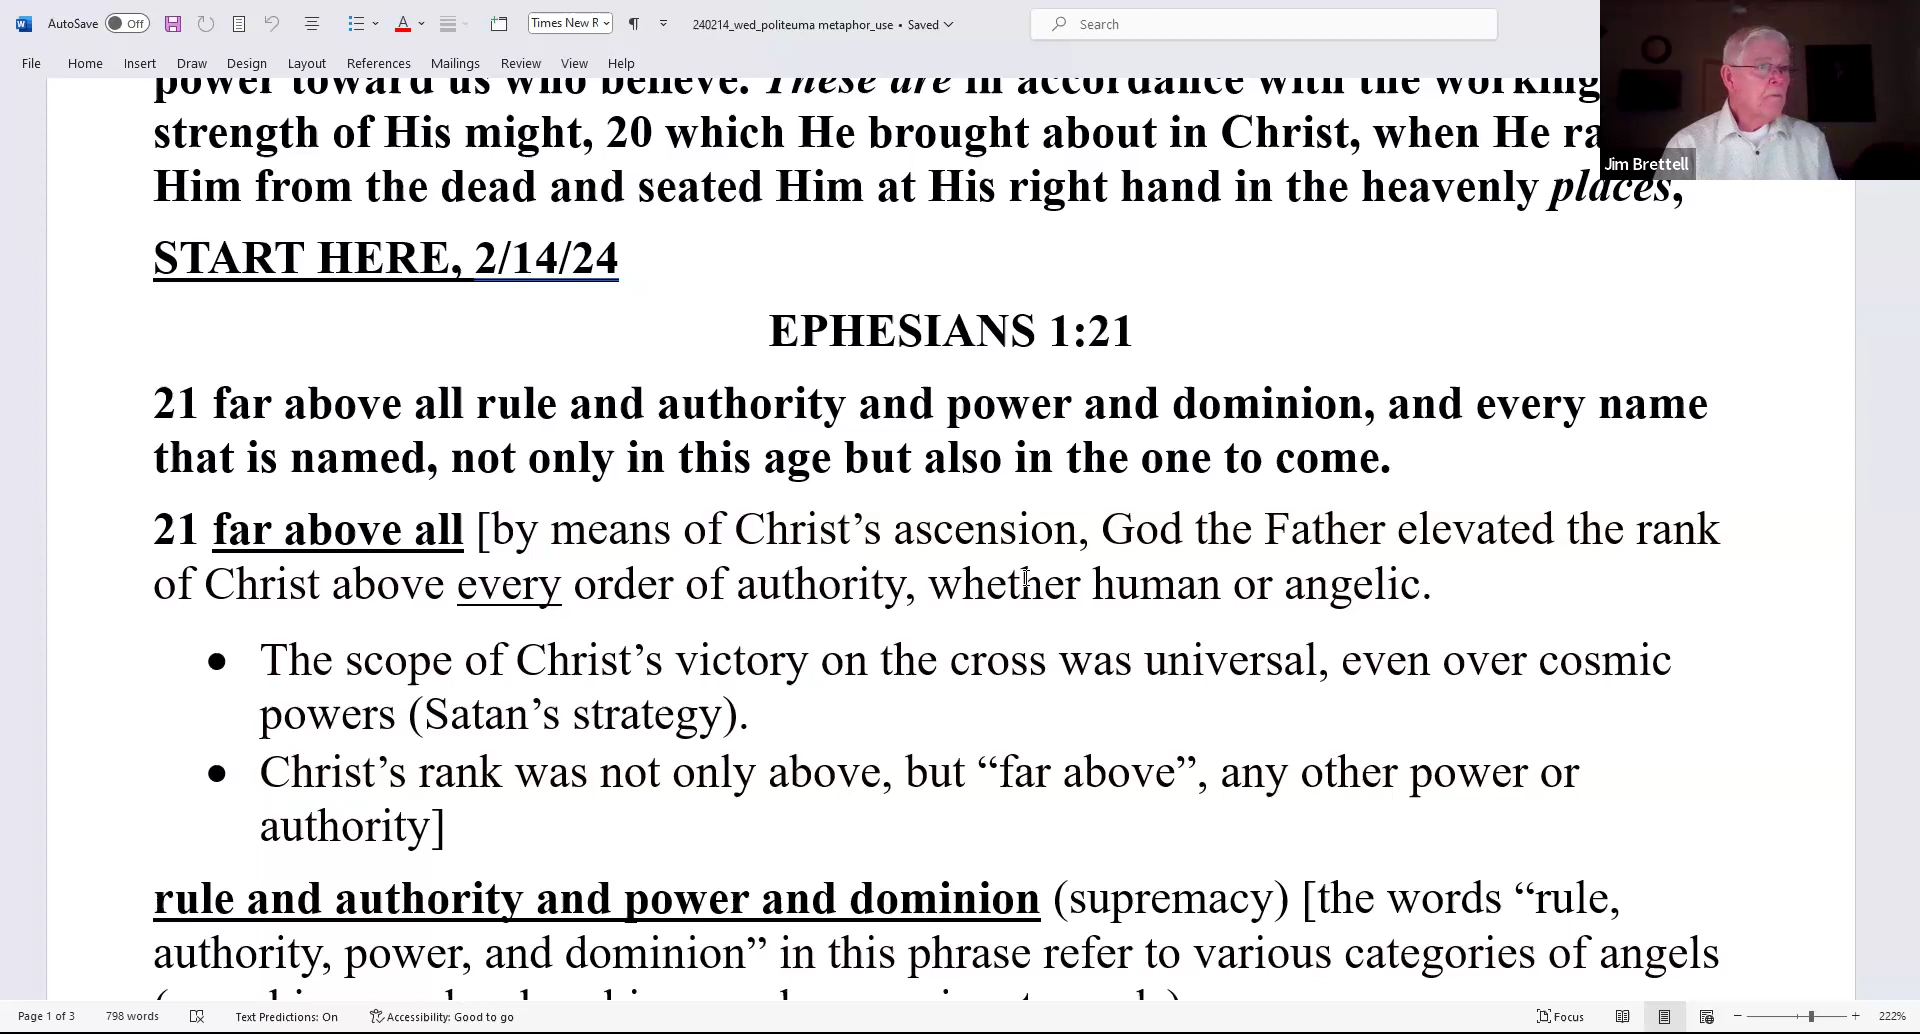 AutoSave Off Times New R 240214_wed_politeuma metaphor_use • Saved Search
File Home Insert Draw Design Layout References Mailings Review View Help
Jim Brettell
power toward us who believe. These are in accordance with the working
strength of His might, 20 which He brought about in Christ, when He ra
Him from the dead and seated Him at His right hand in the heavenly places,
START HERE, 2/14/24
EPHESIANS 1:21
21 far above all rule and authority and power and dominion, and every name
that is named, not only in this age but also in the one to come.
21 far above all [by means of Christ’s ascension, God the Father elevated the rank
of Christ above every order of authority, whether human or angelic.
● The scope of Christ’s victory on the cross was universal, even over cosmic
powers (Satan’s strategy).
● Christ’s rank was not only above, but “far above”, any other power or
authority]
rule and authority and power and dominion (supremacy) [the words “rule,
authority, power, and dominion” in this phrase refer to various categories of angels
Page 1 of 3 798 words Text Predictions: On Accessibility: Good to go Focus 222%